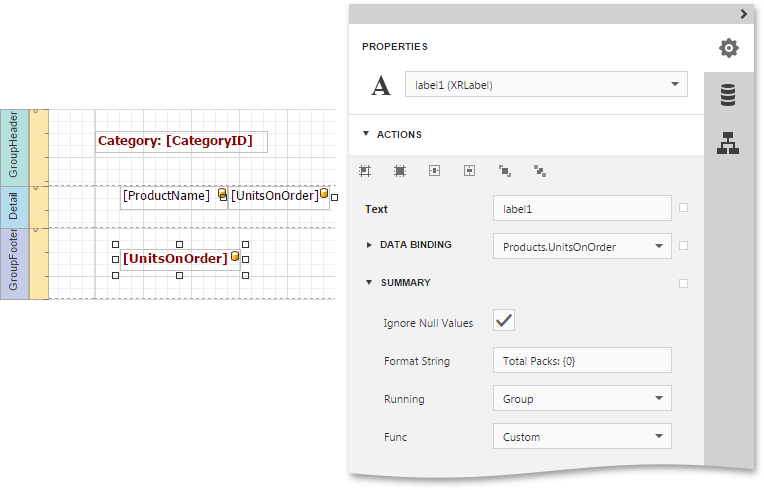 GroupHeader
Category: [CategoryID]
Detail
[ProductName] [UnitsOnOrder]
GroupFooter
[UnitsOnOrder]
PROPERTIES
A label1 (XRLabel)
ACTIONS
Text label1
DATA BINDING Products.UnitsOnOrder
SUMMARY
Ignore Null Values
Format String Total Packs: {0}
Running Group
Func Custom